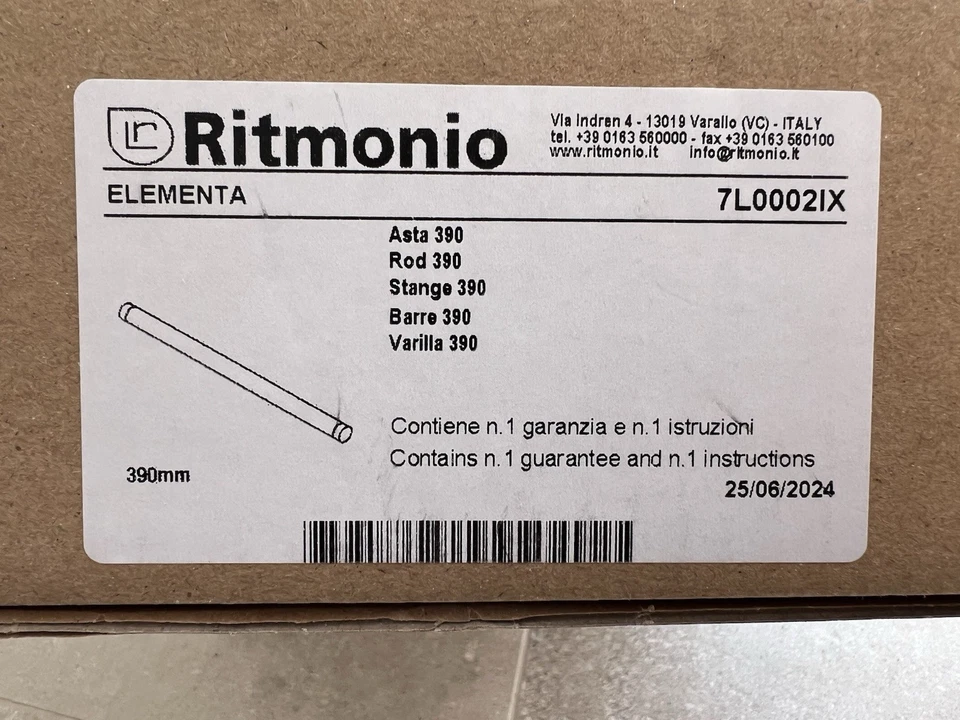 lr Ritmonio
Via Indren 4 - 13019 Varallo (VC) - ITALY
tel. +39 0163 560000 - fax +39 0163 560100
www.ritmonio.it info@ritmonio.it
ELEMENTA 7L0002IX
Asta 390
Rod 390
Stange 390
Barre 390
Varilla 390
390mm
Contiene n.1 garanzia e n.1 istruzioni
Contains n.1 guarantee and n.1 instructions
25/06/2024